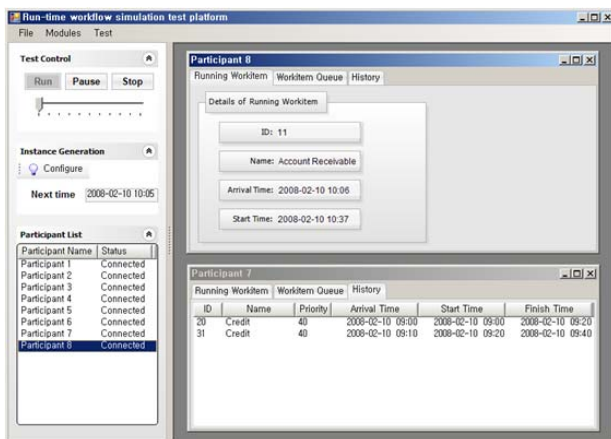 Run-time workflow simulation test platform
File Modules Test
Test Control
Run Pause Stop
Instance Generation
Configure
Next time 2008-02-10 10:05
Participant List
Participant Name Status
Participant 1 Connected
Participant 2 Connected
Participant 3 Connected
Participant 4 Connected
Participant 5 Connected
Participant 6 Connected
Participant 7 Connected
Participant 8 Connected
Participant 8
Running Workitem Workitem Queue History
Details of Running Workitem
ID: 11
Name: Account Receivable
Arrival Time: 2008-02-10 10:06
Start Time: 2008-02-10 10:37
Participant 7
Running Workitem Workitem Queue History
ID Name Priority Arrival Time Start Time Finish Time
20 Credit 40 2008-02-10 09:00 2008-02-10 09:00 2008-02-10 09:20
31 Credit 40 2008-02-10 09:10 2008-02-10 09:20 2008-02-10 09:40